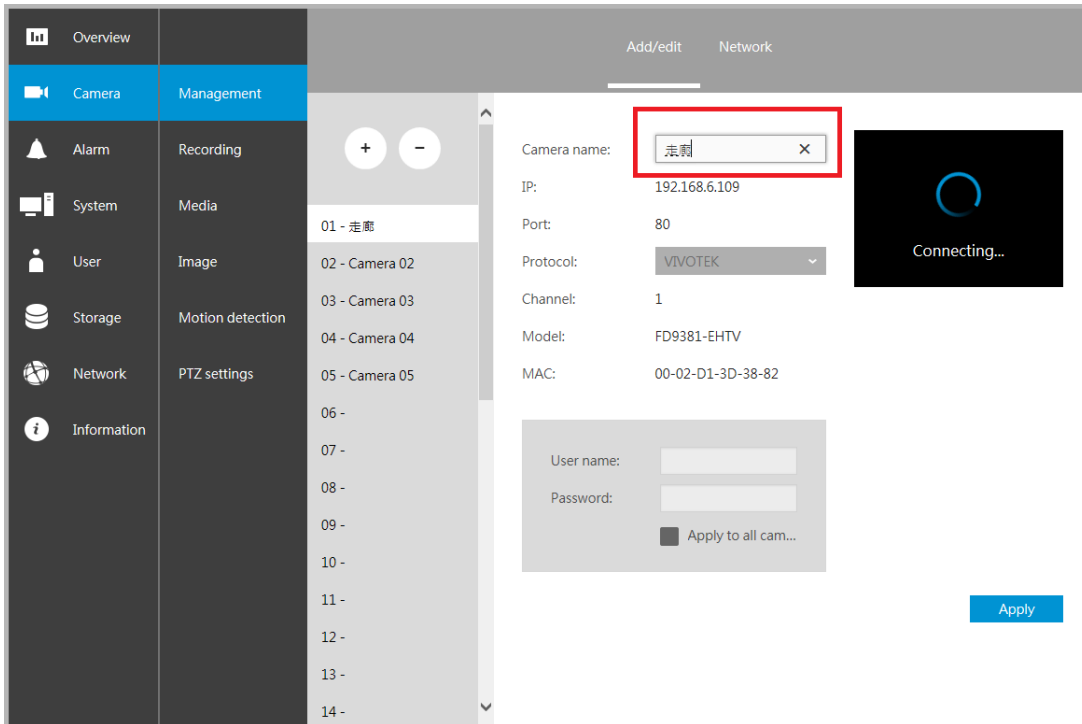 Overview
Camera
Alarm
System
User
Storage
Network
Information
Management
Recording
Media
Image
Motion detection
PTZ settings
01 - 走廊
02 - Camera 02
03 - Camera 03
04 - Camera 04
05 - Camera 05
06 -
07 -
08 -
09 -
10 -
11 -
12 -
13 -
14 -
Add/edit Network
Camera name: 走廊
IP: 192.168.6.109
Port: 80
Protocol: VIVOTEK
Channel: 1
Model: FD9381-EHTV
MAC: 00-02-D1-3D-38-82
User name:
Password:
Apply to all cam...
Connecting...
Apply